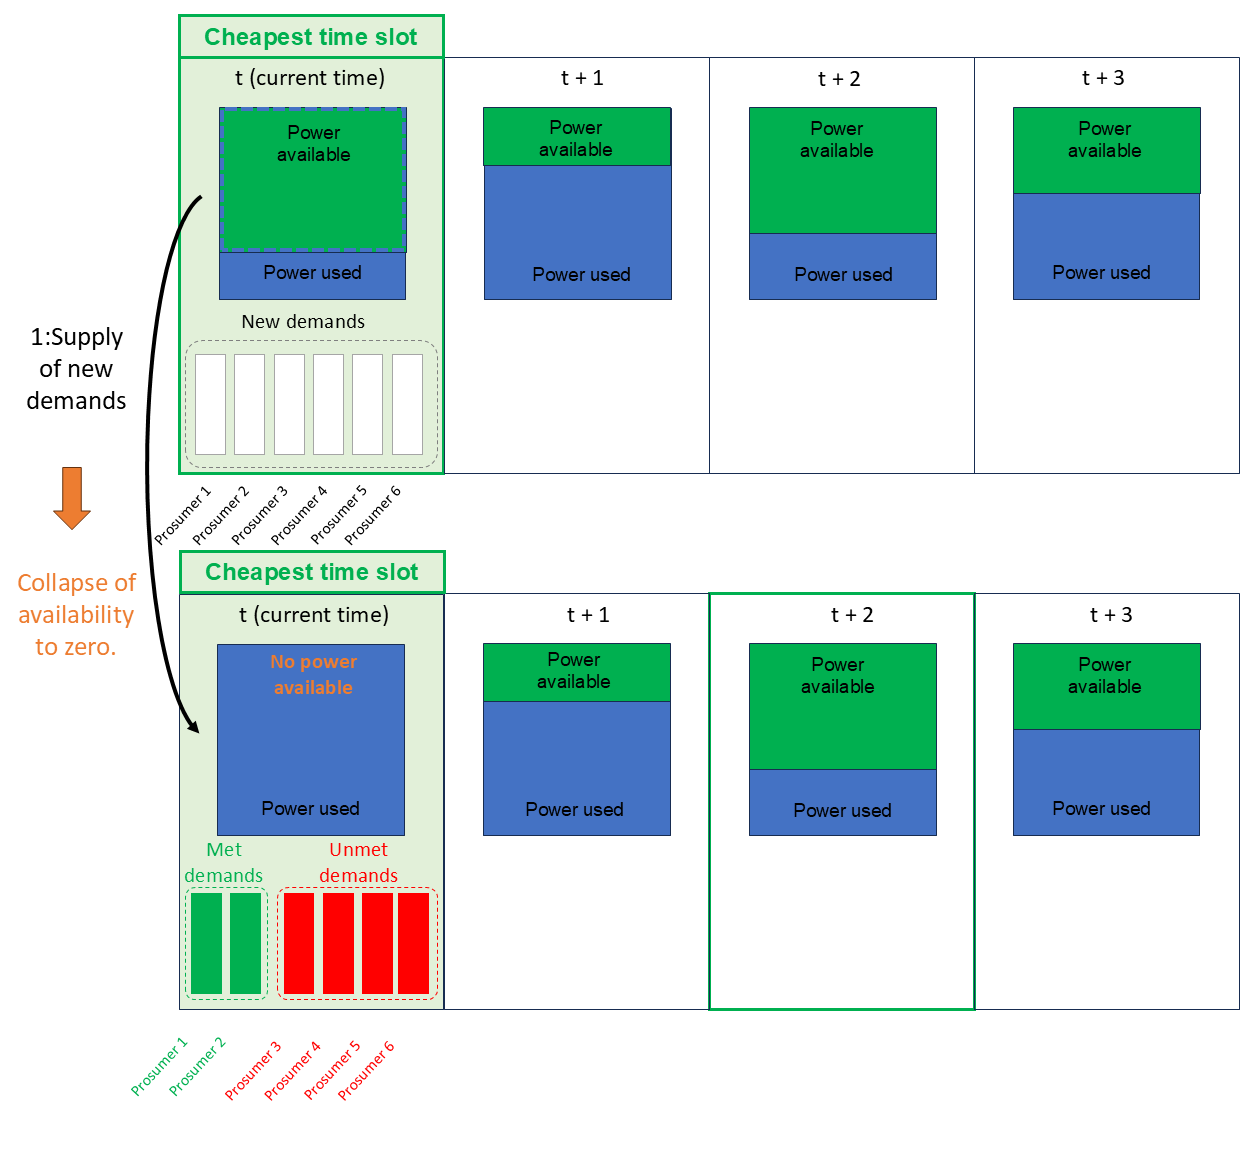 Cheapest time slot
t (current time)
t + 1
t + 2
t + 3
Power
available
Power
available
Power
available
Power
available
Power used
Power used
Power used
Power used
New demands
1:Supply
of new
demands
Prosumer 1
Prosumer 2
Prosumer 3
Prosumer 4
Prosumer 5
Prosumer 6
Collapse of
availability
to zero.
Cheapest time slot
t (current time)
t + 1
t + 2
t + 3
No power
available
Power
available
Power
available
Power
available
Power used
Power used
Power used
Power used
Met
demands
Unmet
demands
Prosumer 1
Prosumer 2
Prosumer 3
Prosumer 4
Prosumer 5
Prosumer 6